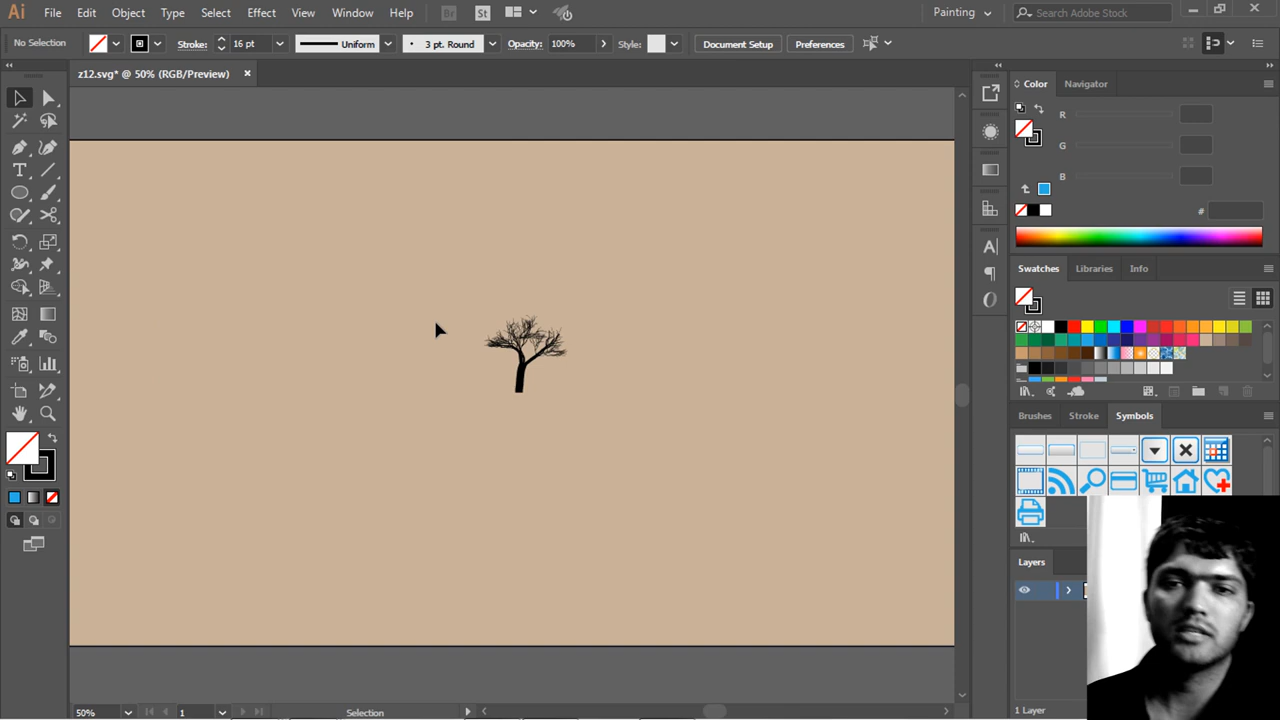 Ai File Edit Object Type Select Effect View Window Help Br St Painting Search Adobe Stock
No Selection Stroke: 16 pt Uniform 3 pt. Round Opacity: 100% Style: Document Setup Preferences
z12.svg* @ 50% (RGB/Preview)
Color Navigator
R
G
B
#
Swatches Libraries Info
Brushes Stroke Symbols
Layers
1 Layer
50% 1 Selection